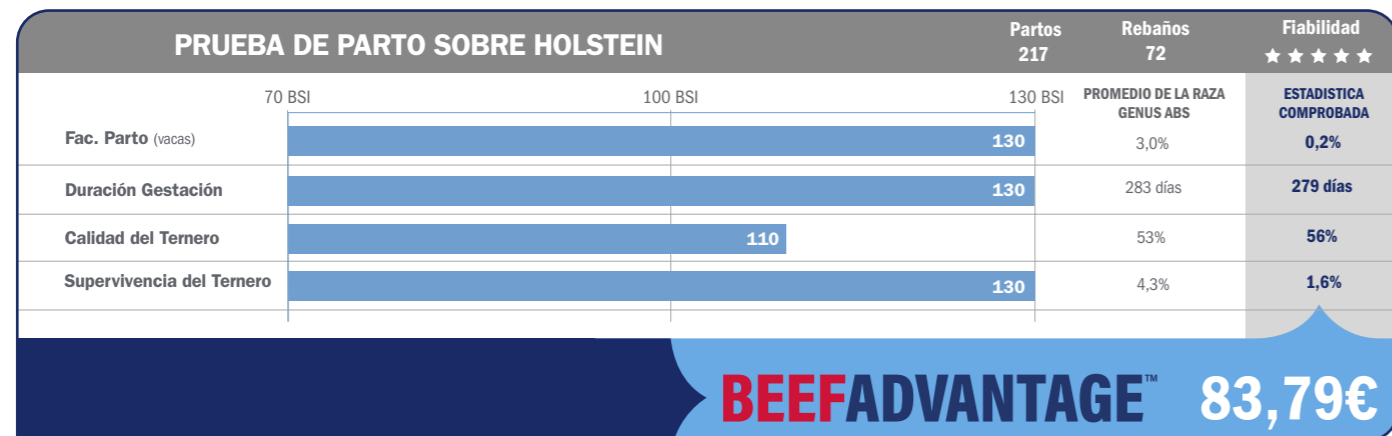 PRUEBA DE PARTO SOBRE HOLSTEIN
Partos
217
Rebaños
72
Fiabilidad
70 BSI 100 BSI 130 BSI
PROMEDIO DE LA RAZA
GENUS ABS
ESTADISTICA
COMPROBADA
Fac. Parto (vacas) 130 3,0% 0,2%
Duración Gestación 130 283 días 279 días
Calidad del Ternero 110 53% 56%
Supervivencia del Ternero 130 4,3% 1,6%
BEEFADVANTAGE™ 83,79€